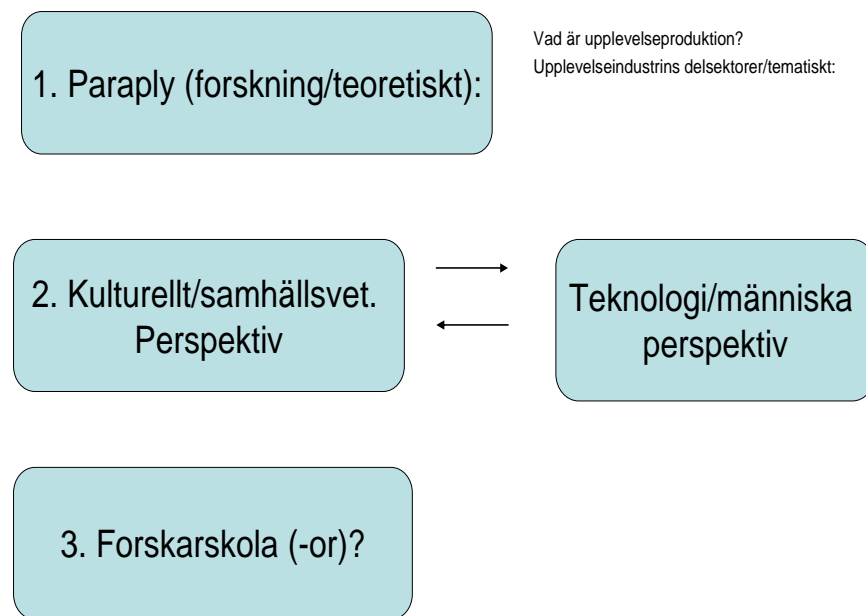 1. Paraply (forskning/teoretiskt):
Vad är upplevelseproduktion?
Upplevelseindustrins delsektorer/tematiskt:
2. Kulturellt/samhällsvet.
Perspektiv
Teknologi/människa
perspektiv
3. Forskarskola (-or)?